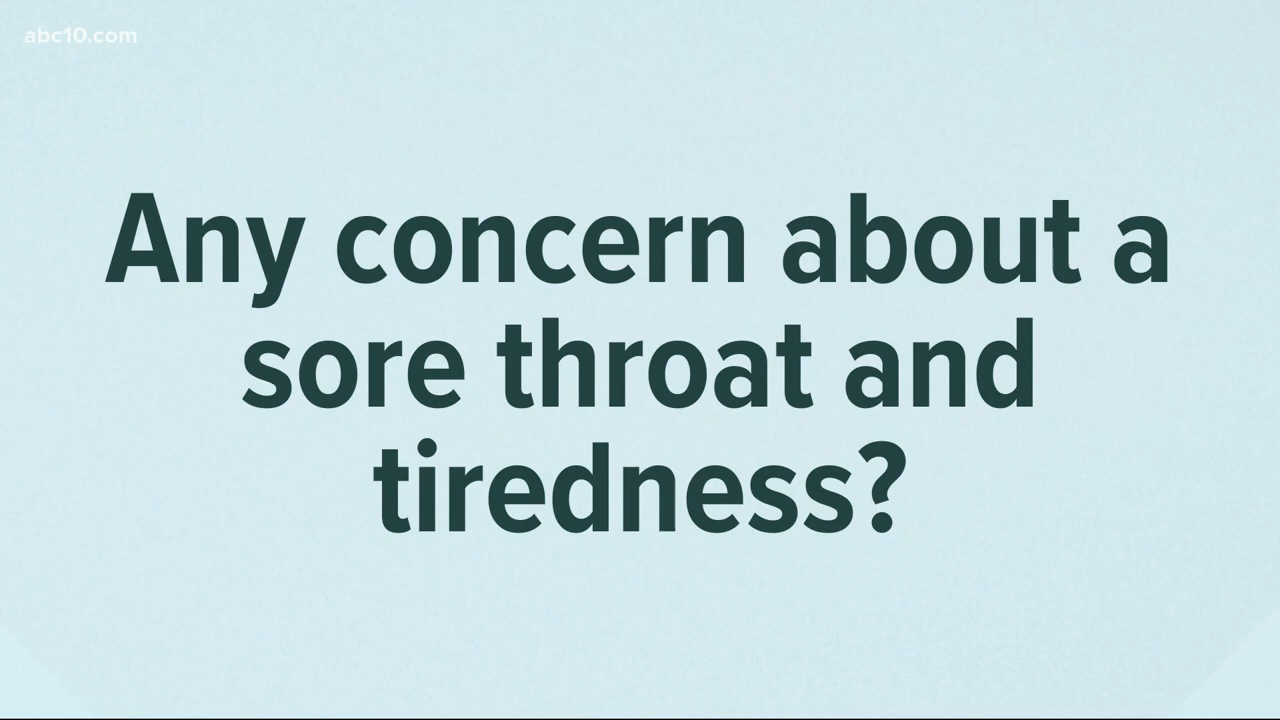 abc10.com
Any concern about a
sore throat and
tiredness?